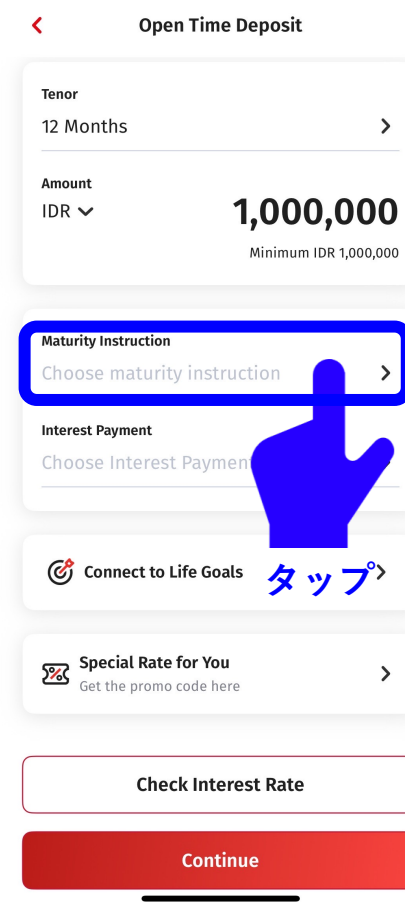 Open Time Deposit
Tenor
12 Months
Amount
IDR
1,000,000
Minimum IDR 1,000,000
Maturity Instruction
Choose maturity instruction
Interest Payment
Choose Interest
Connect to Life Goals
タップ
Special Rate for You
Get the promo code here
Check Interest Rate
Continue